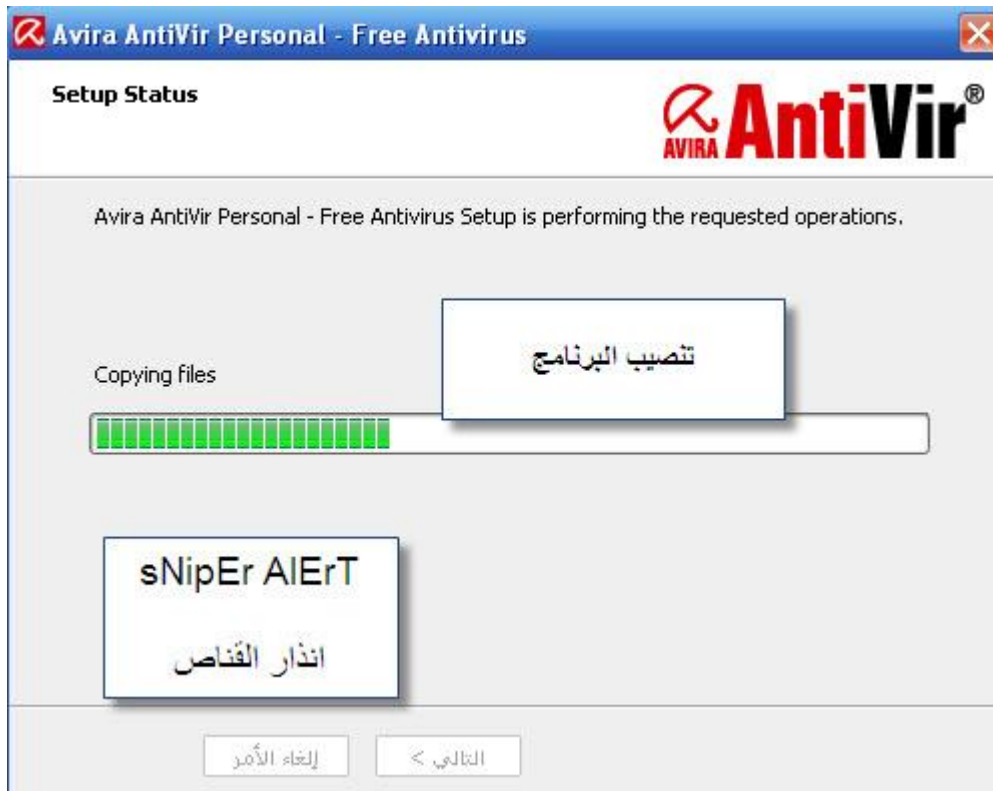 Avira AntiVir Personal - Free Antivirus
Setup Status
AVIRA AntiVir®
Avira AntiVir Personal - Free Antivirus Setup is performing the requested operations.
تنصيب البرنامج
Copying files
sNipEr AlErT
انذار القناص
إلغاء الأمر
التالي >